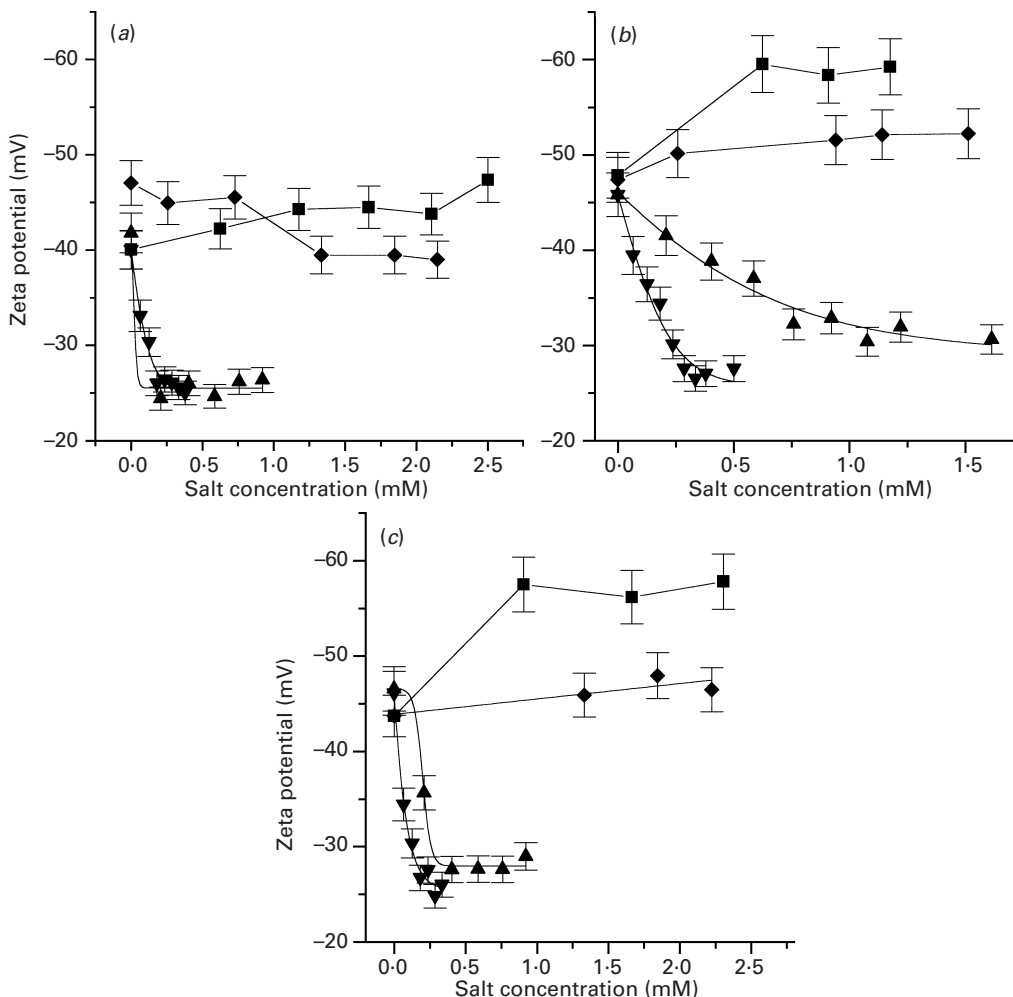 (a)
Zeta potential (mV)
–60
–50
–40
–30
–20
0·0 0·5 1·0 1·5 2·0 2·5
Salt concentration (mM)
(b)
–60
–50
–40
–30
–20
0·0 0·5 1·0 1·5
Salt concentration (mM)
(c)
Zeta potential (mV)
–60
–50
–40
–30
–20
0·0 0·5 1·0 1·5 2·0 2·5
Salt concentration (mM)